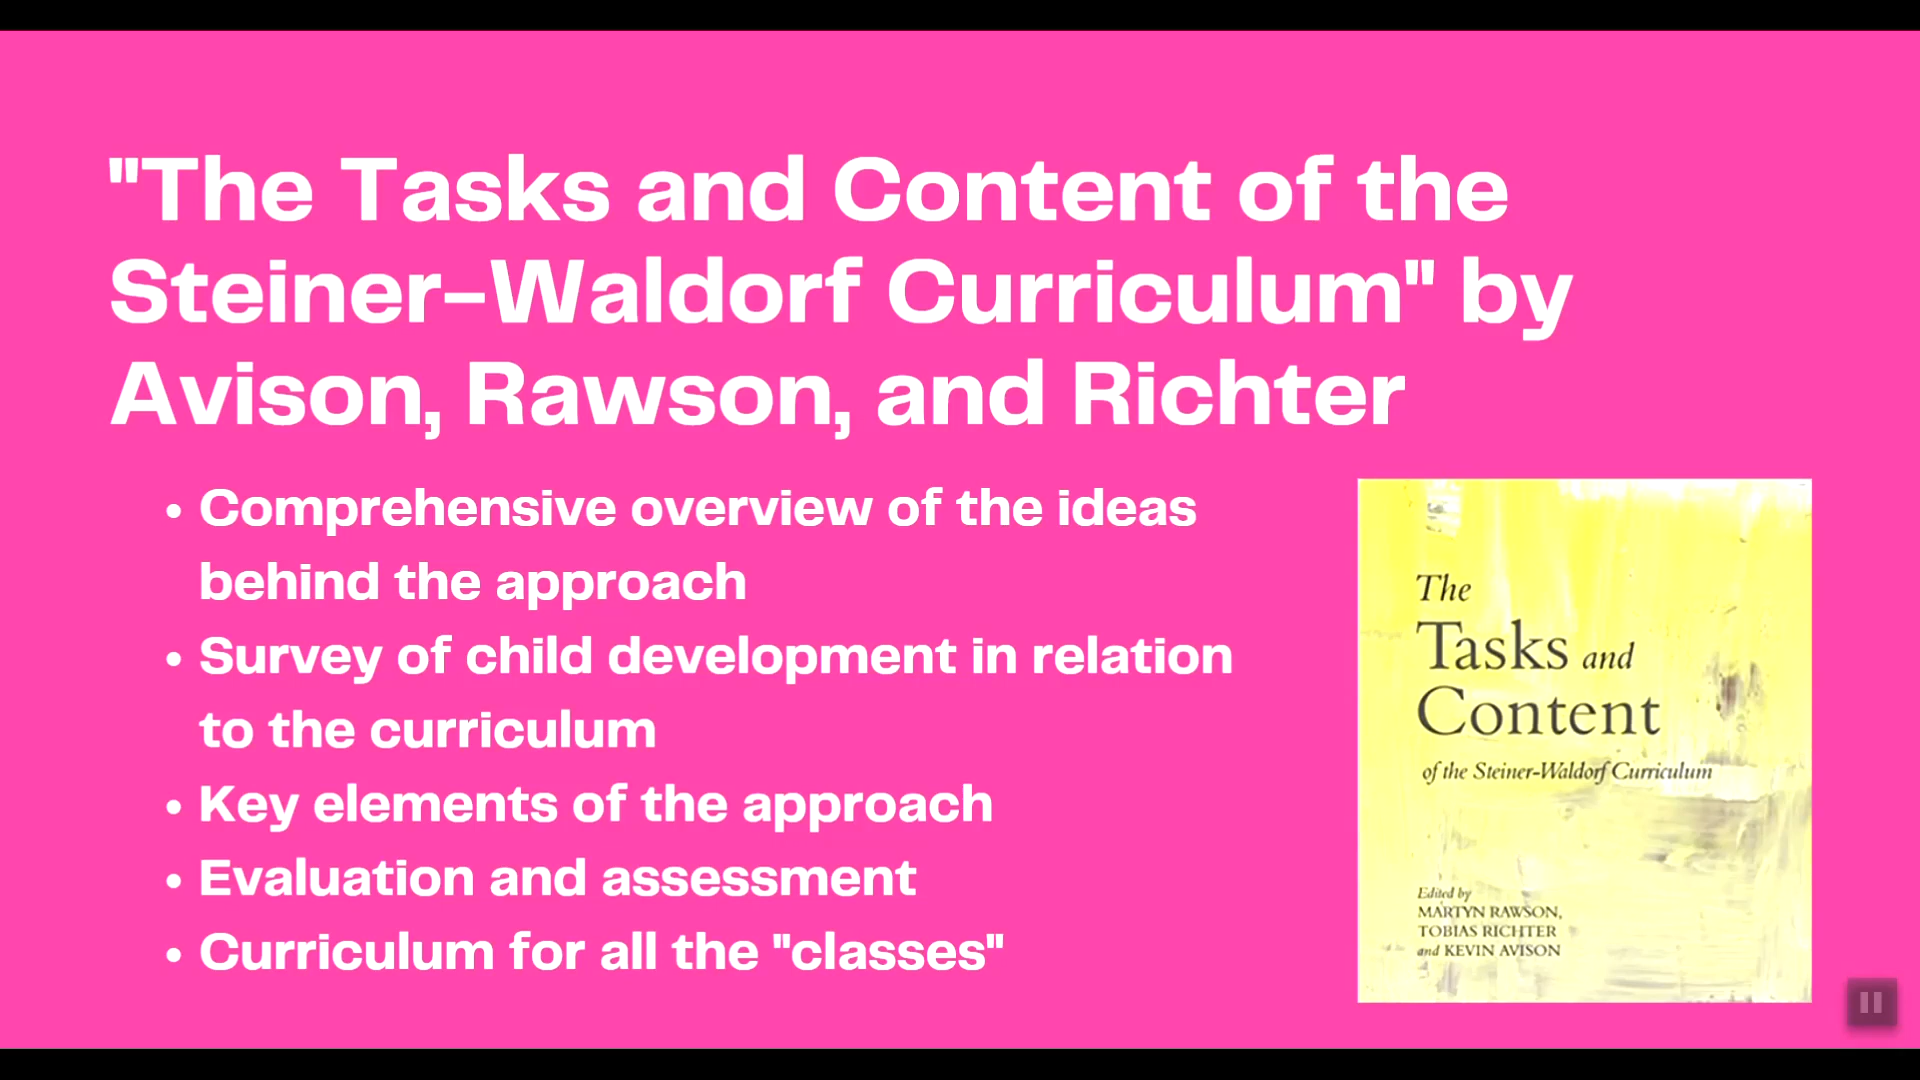 "The Tasks and Content of the
Steiner-Waldorf Curriculum" by
Avison, Rawson, and Richter
• Comprehensive overview of the ideas
behind the approach
• Survey of child development in relation
to the curriculum
• Key elements of the approach
• Evaluation and assessment
• Curriculum for all the "classes"
The
Tasks and
Content
of the Steiner-Waldorf Curriculum
Edited by
MARTYN RAWSON,
TOBIAS RICHTER
and KEVIN AVISON